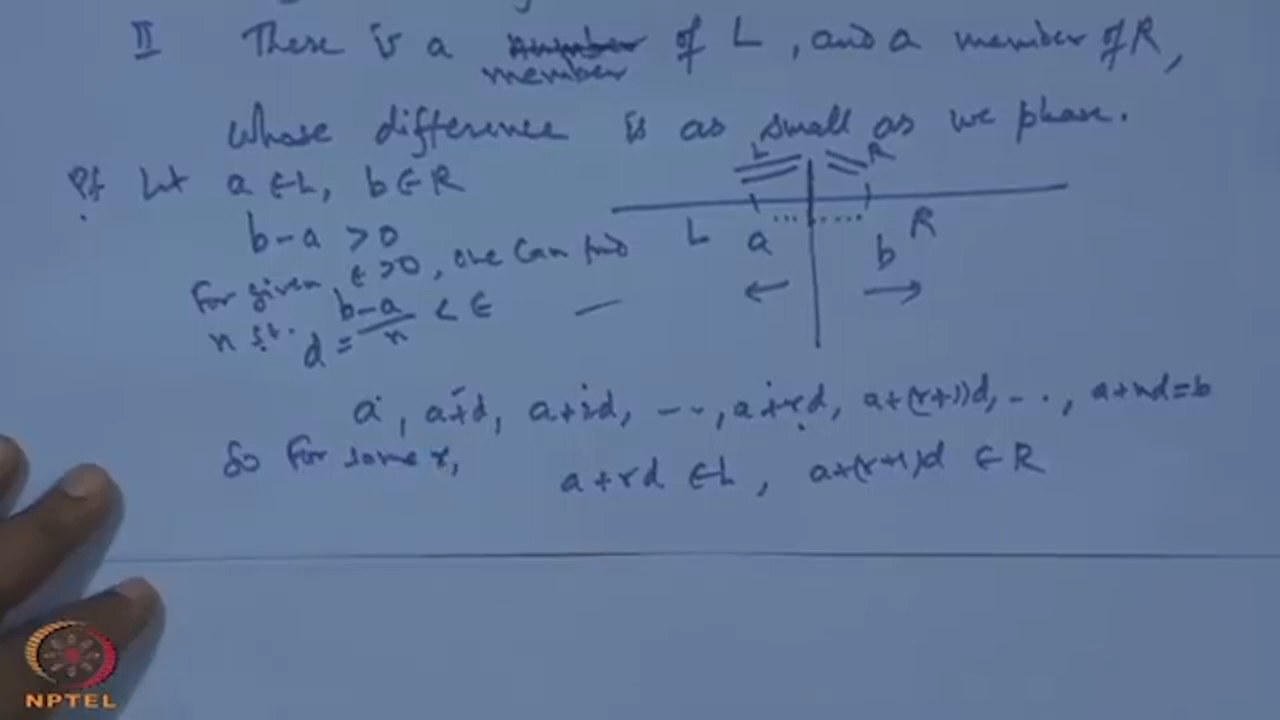 II There is a number of L, and a member of R,
member
whose difference is as small as we phase.
Pf Let a ∈ L, b ∈ R
L R
b-a > 0
L a b R
For given ε > 0, one can find
n s.t. d = b-a/n < ε
a, a+d, a+2d, ---, a+rd, a+(r+1)d, --., a+nd=b
So for some r,
a+rd ∈ L, a+(r+1)d ∈ R
NPTEL